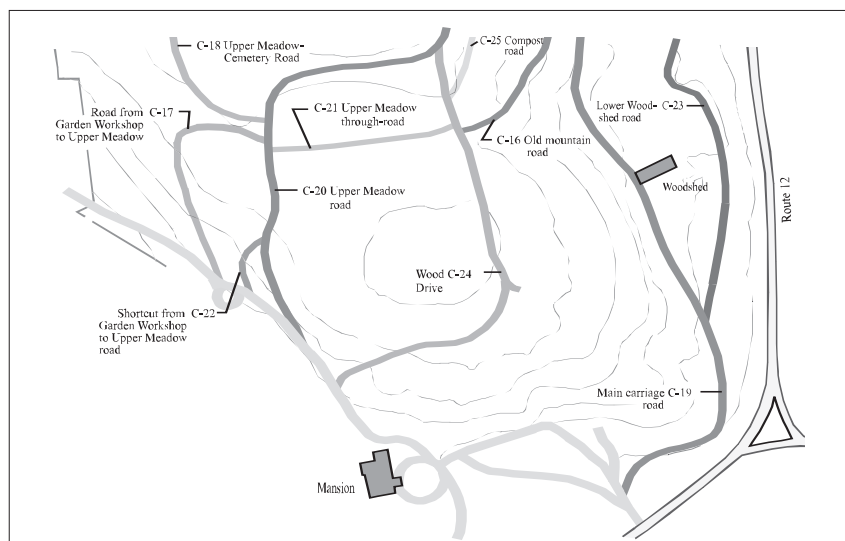 C-18 Upper Meadow-
Cemetery Road
C-25 Compost
road
Road from C-17
Garden Workshop
to Upper Meadow
C-21 Upper Meadow
through-road
Lower Wood- C-23
shed road
C-16 Old mountain
road
Woodshed
Route 12
C-20 Upper Meadow
road
Wood C-24
Drive
Shortcut from C-22
Garden Workshop
to Upper Meadow
road
Main carriage C-19
road
Mansion